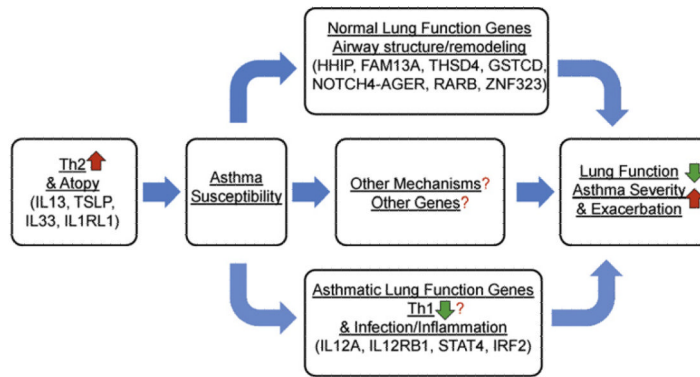 Normal Lung Function Genes
Airway structure/remodeling
(HHIP, FAM13A, THSD4, GSTCD,
NOTCH4-AGER, RARB, ZNF323)
Th2
& Atopy
(IL13, TSLP,
IL33, IL1RL1)
Asthma
Susceptibility
Other Mechanisms?
Other Genes?
Lung Function
Asthma Severity
& Exacerbation
Asthmatic Lung Function Genes
Th1 ?
& Infection/Inflammation
(IL12A, IL12RB1, STAT4, IRF2)